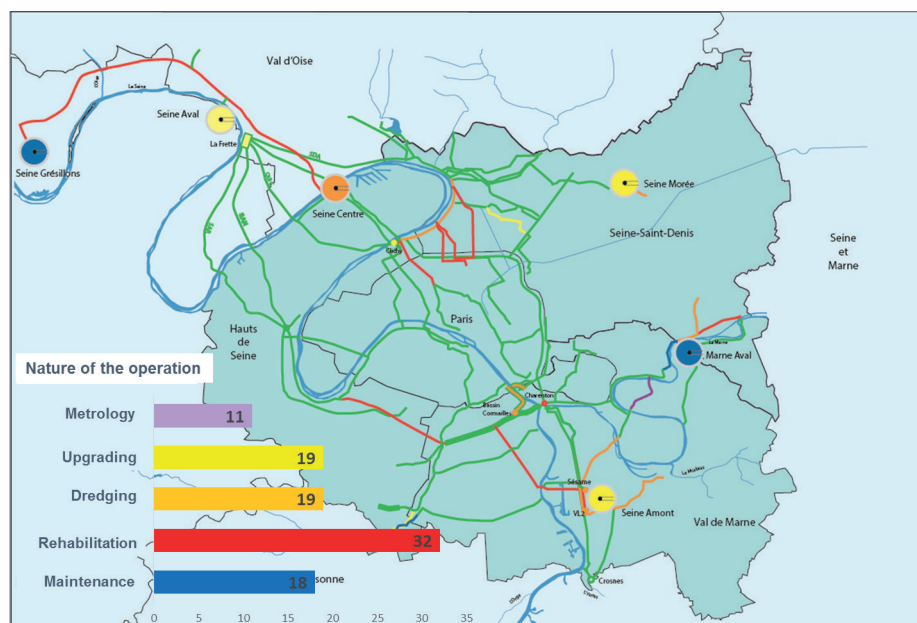 Val d'Oise
L'Oise
La Seine
Seine Aval
La Frette
Seine Grésillons
Seine Centre
Seine Morée
Seine-Saint-Denis
Seine
et
Marne
Clichy
Paris
Hauts
de
Seine
La Marne
Marne Aval
Nature of the operation
Charenton
Bassin
Cormailles
Metrology 11
Upgrading 19
Dredging 19
Rehabilitation 32
Maintenance 18
Sésame
VL2
Seine Amont
Val de Marne
sonne
Crosnes
0 5 10 15 20 25 30 35